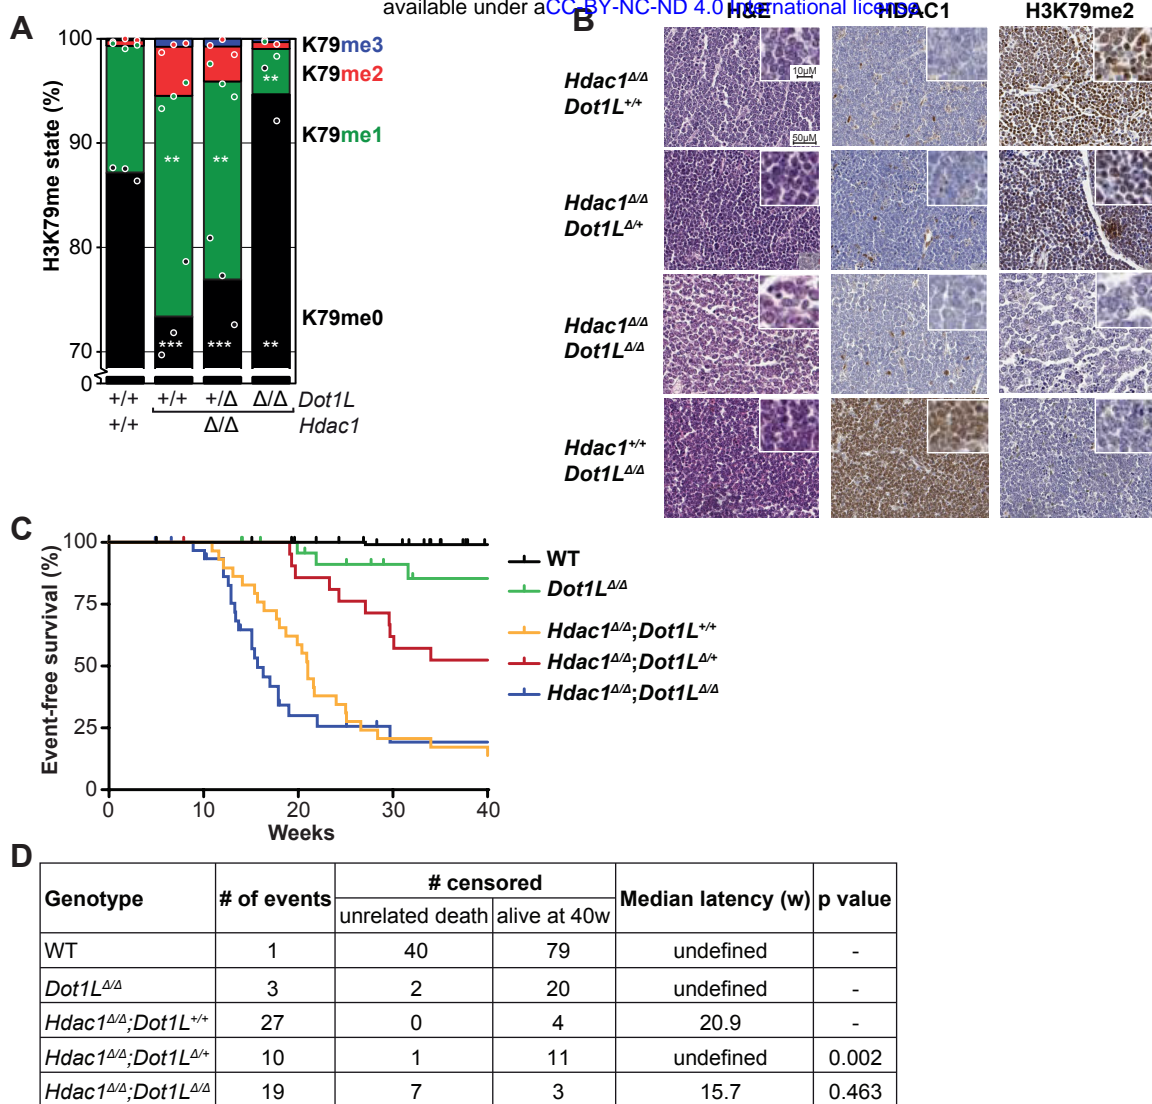 available under aCC-BY-NC-ND 4.0 International license.
A
H3K79me state (%)
100
90
80
70
0
K79me3
K79me2
K79me1
K79me0
**
**
**
***
***
**
+/+ +/+ +/Δ Δ/Δ Dot1L
+/+ Δ/Δ Hdac1
B
H&E HDAC1 H3K79me2
Hdac1Δ/Δ
Dot1L+/+
10µM
50µM
Hdac1Δ/Δ
Dot1LΔ/+
Hdac1Δ/Δ
Dot1LΔ/Δ
Hdac1+/+
Dot1LΔ/Δ
C
Event-free survival (%)
100
75
50
25
0
0 10 20 30 40
Weeks
WT
Dot1LΔ/Δ
Hdac1Δ/Δ;Dot1L+/+
Hdac1Δ/Δ;Dot1LΔ/+
Hdac1Δ/Δ;Dot1LΔ/Δ
D
Genotype # of events # censored Median latency (w) p value
unrelated death alive at 40w
WT 1 40 79 undefined -
Dot1LΔ/Δ 3 2 20 undefined -
Hdac1Δ/Δ;Dot1L+/+ 27 0 4 20.9 -
Hdac1Δ/Δ;Dot1LΔ/+ 10 1 11 undefined 0.002
Hdac1Δ/Δ;Dot1LΔ/Δ 19 7 3 15.7 0.463